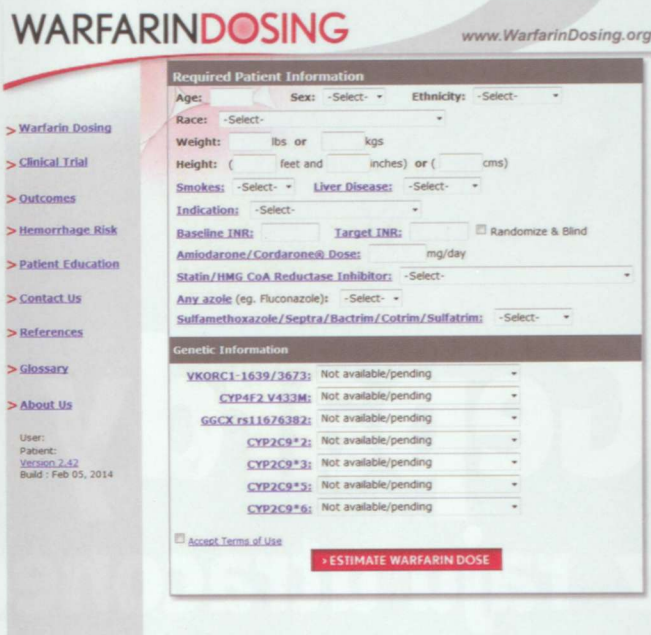 WARFARINDOSING
www.WarfarinDosing.org
> Warfarin Dosing
> Clinical Trial
> Outcomes
> Hemorrhage Risk
> Patient Education
> Contact Us
> References
> Glossary
> About Us
User:
Patient:
Version 2.42
Build : Feb 05, 2014
Required Patient Information
Age: Sex: -Select- Ethnicity: -Select-
Race: -Select-
Weight: lbs or kgs
Height: ( feet and inches) or ( cms)
Smokes: -Select- Liver Disease: -Select-
Indication: -Select-
Baseline INR: Target INR: Randomize & Blind
Amiodarone/Cordarone® Dose: mg/day
Statin/HMG CoA Reductase Inhibitor: -Select-
Any azole (eg. Fluconazole): -Select-
Sulfamethoxazole/Septra/Bactrim/Cotrim/Sulfatrim: -Select-
Genetic Information
VKORC1-1639/3673: Not available/pending
CYP4F2 V433M: Not available/pending
GGCX rs11676382: Not available/pending
CYP2C9*2: Not available/pending
CYP2C9*3: Not available/pending
CYP2C9*5: Not available/pending
CYP2C9*6: Not available/pending
Accept Terms of Use
> ESTIMATE WARFARIN DOSE